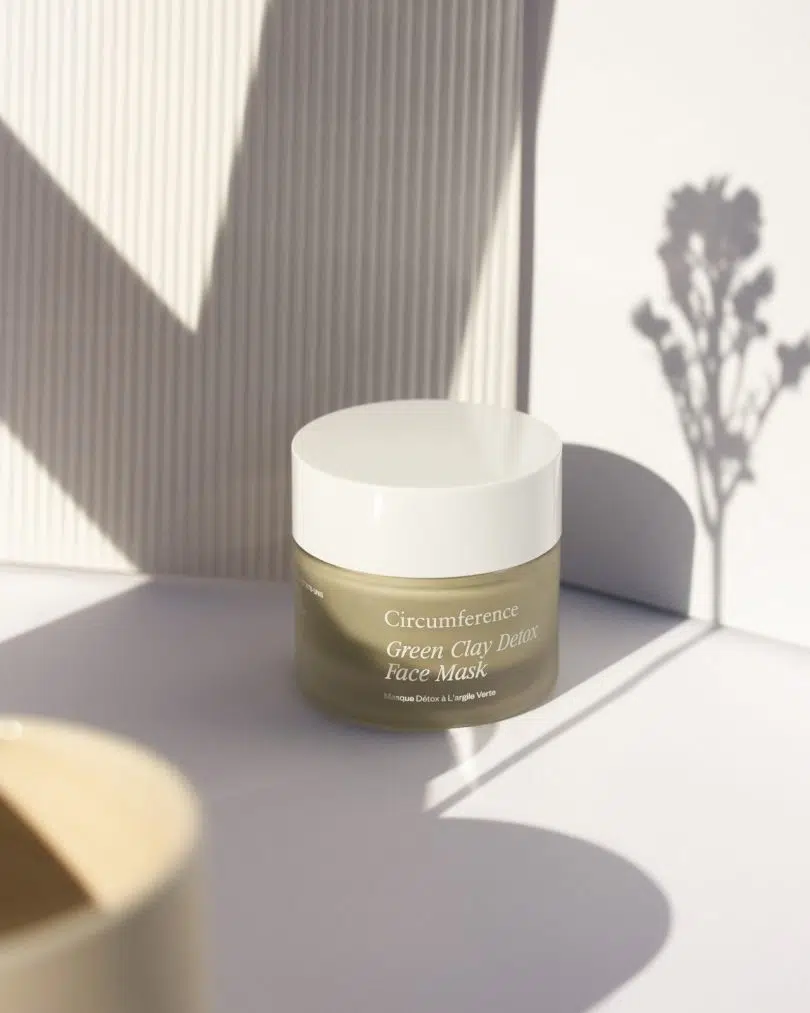 Circumference
Green Clay Detox
Face Mask
Masque Détox à L'argile Verte